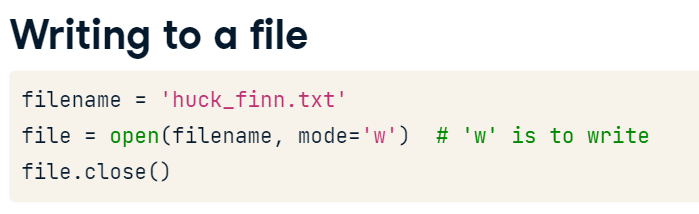 Writing to a file
filename = 'huck_finn.txt'
file = open(filename, mode='w')  # 'w' is to write
file.close()